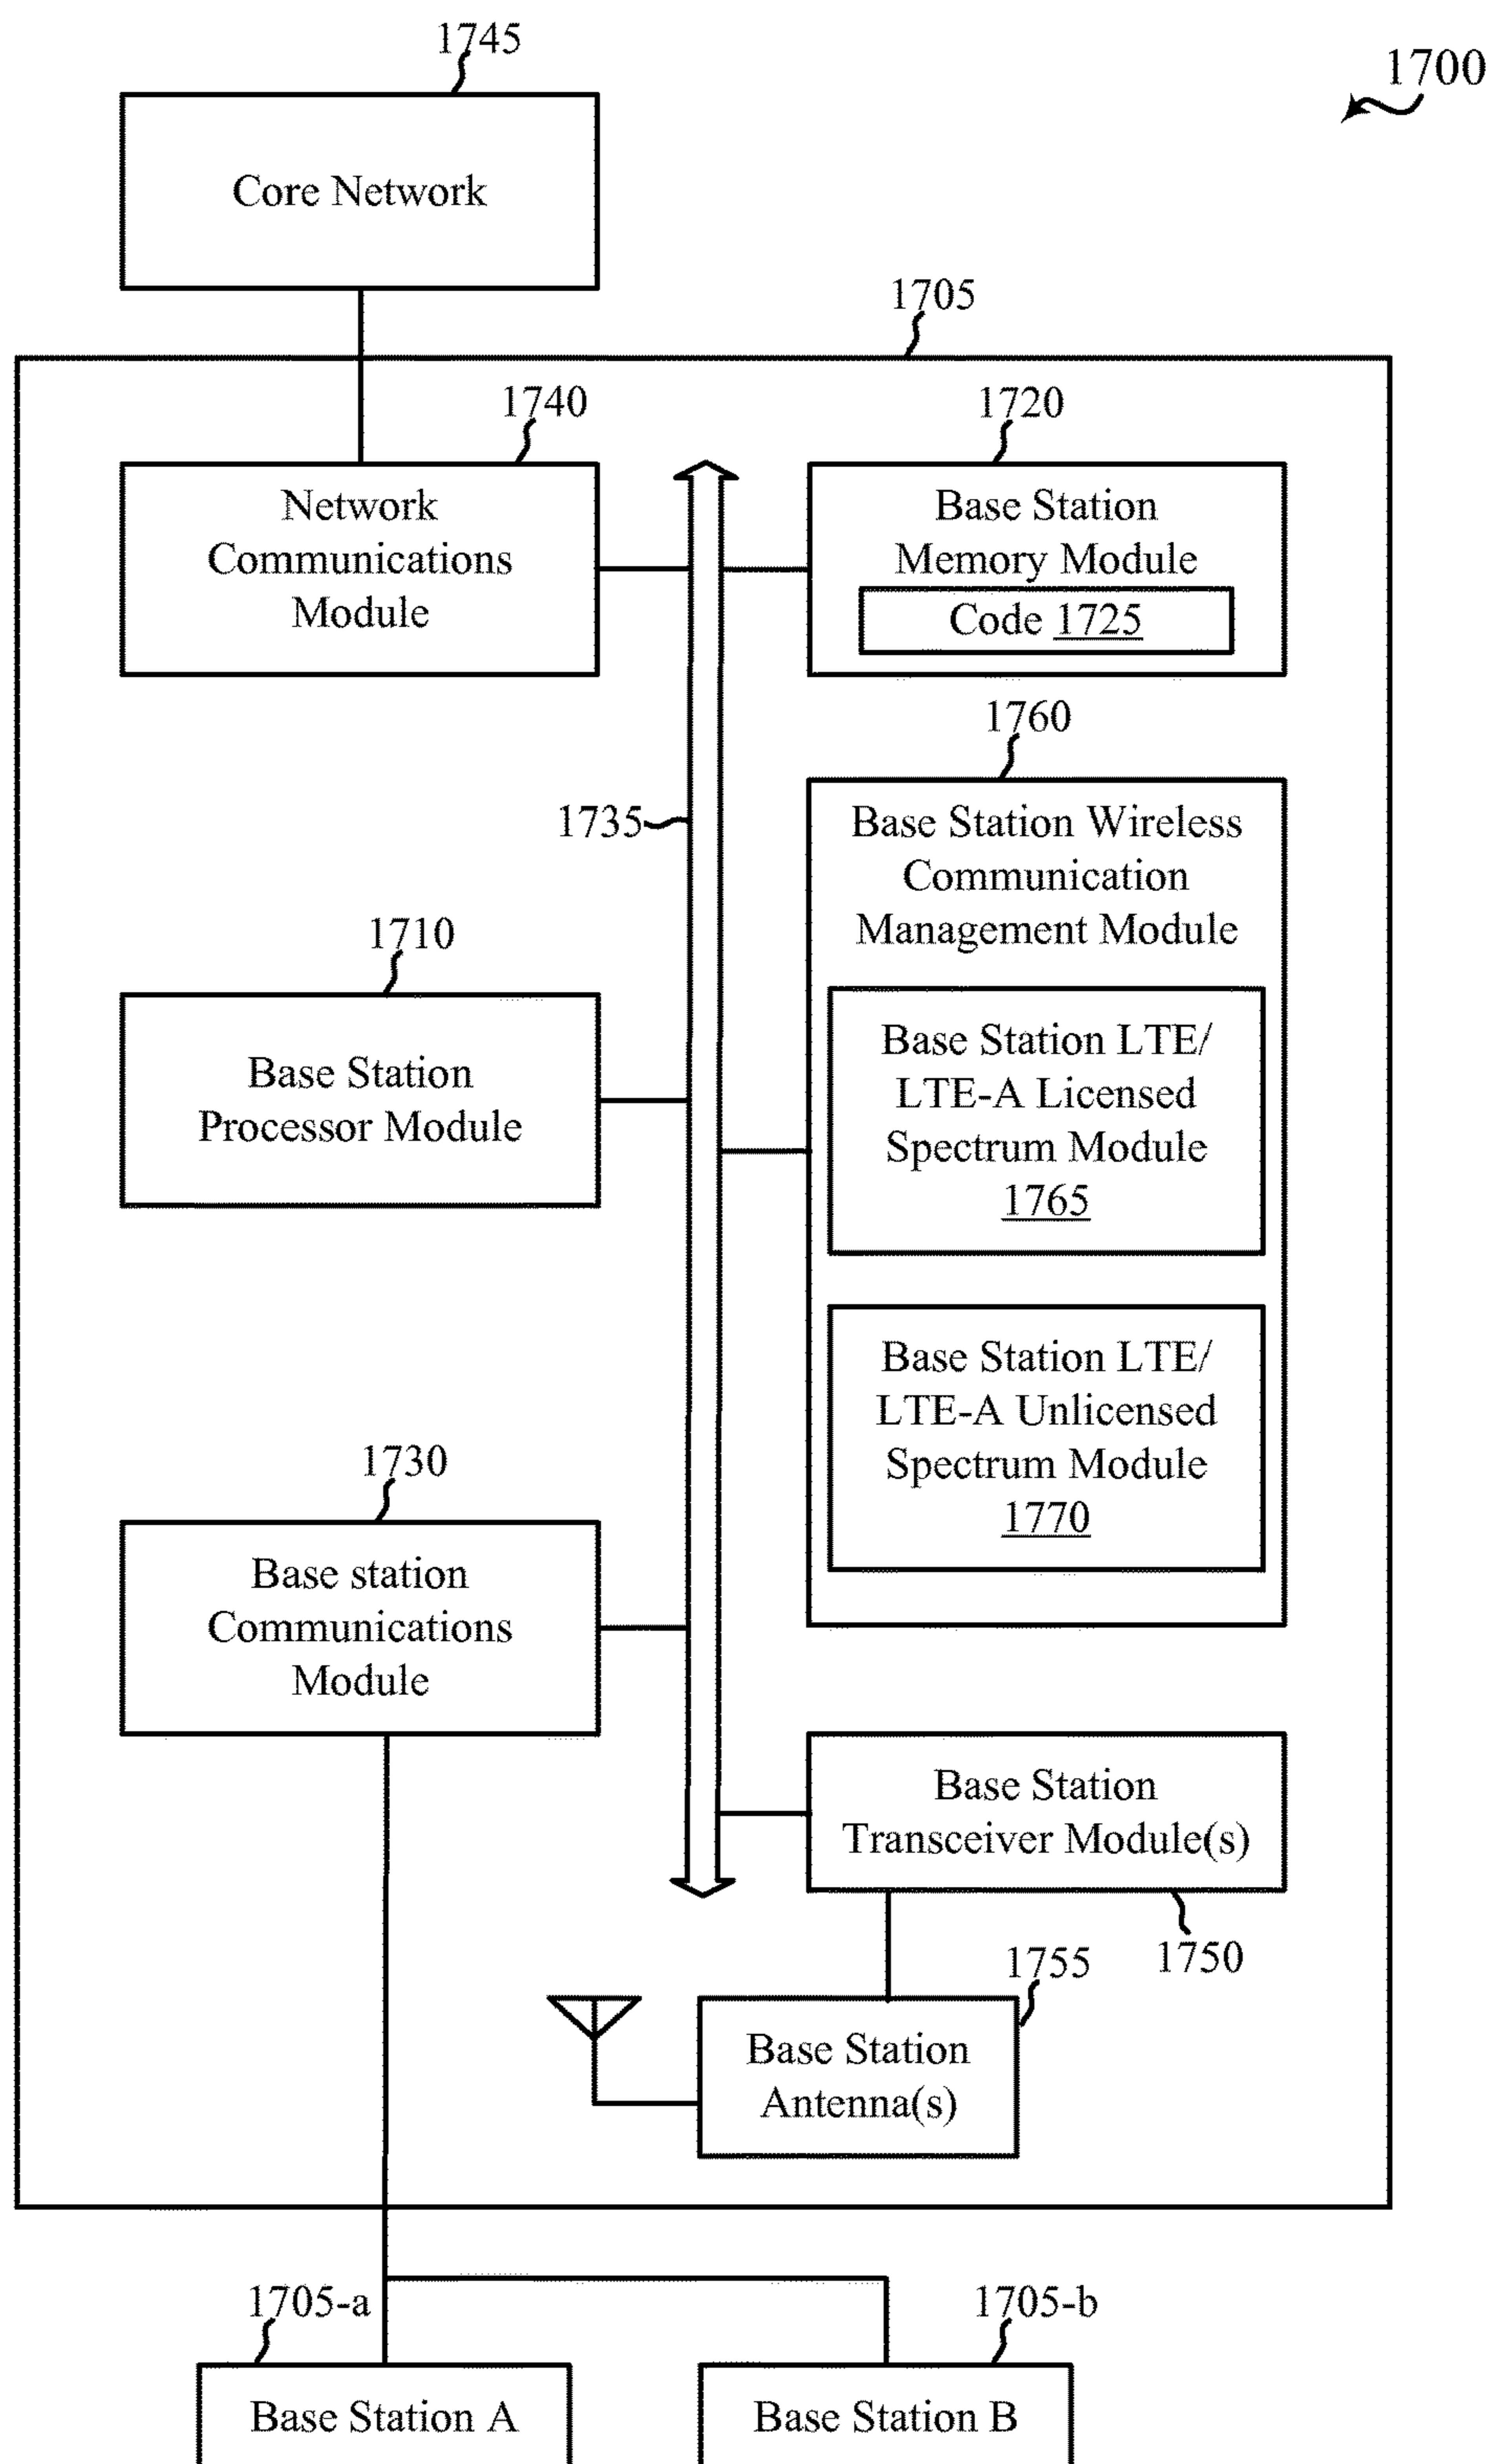 1745
1700
Core Network
1705
1740
1720
Network
Communications
Module
Base Station
Memory Module
Code 1725
1760
1735
Base Station Wireless
Communication
Management Module
1710
Base Station
Processor Module
Base Station LTE/
LTE-A Licensed
Spectrum Module
1765
Base Station LTE/
LTE-A Unlicensed
Spectrum Module
1770
1730
Base station
Communications
Module
Base Station
Transceiver Module(s)
1750
1755
Base Station
Antenna(s)
1705-a
1705-b
Base Station A
Base Station B